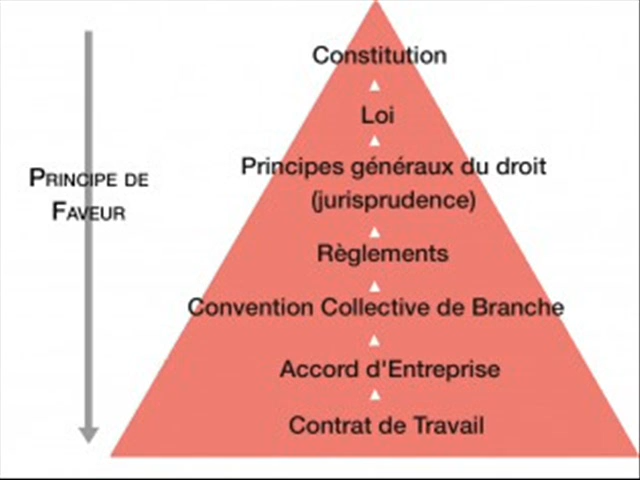 Constitution
Loi
Principes généraux du droit
(jurisprudence)
Règlements
Convention Collective de Branche
Accord d'Entreprise
Contrat de Travail
PRINCIPE DE
FAVEUR